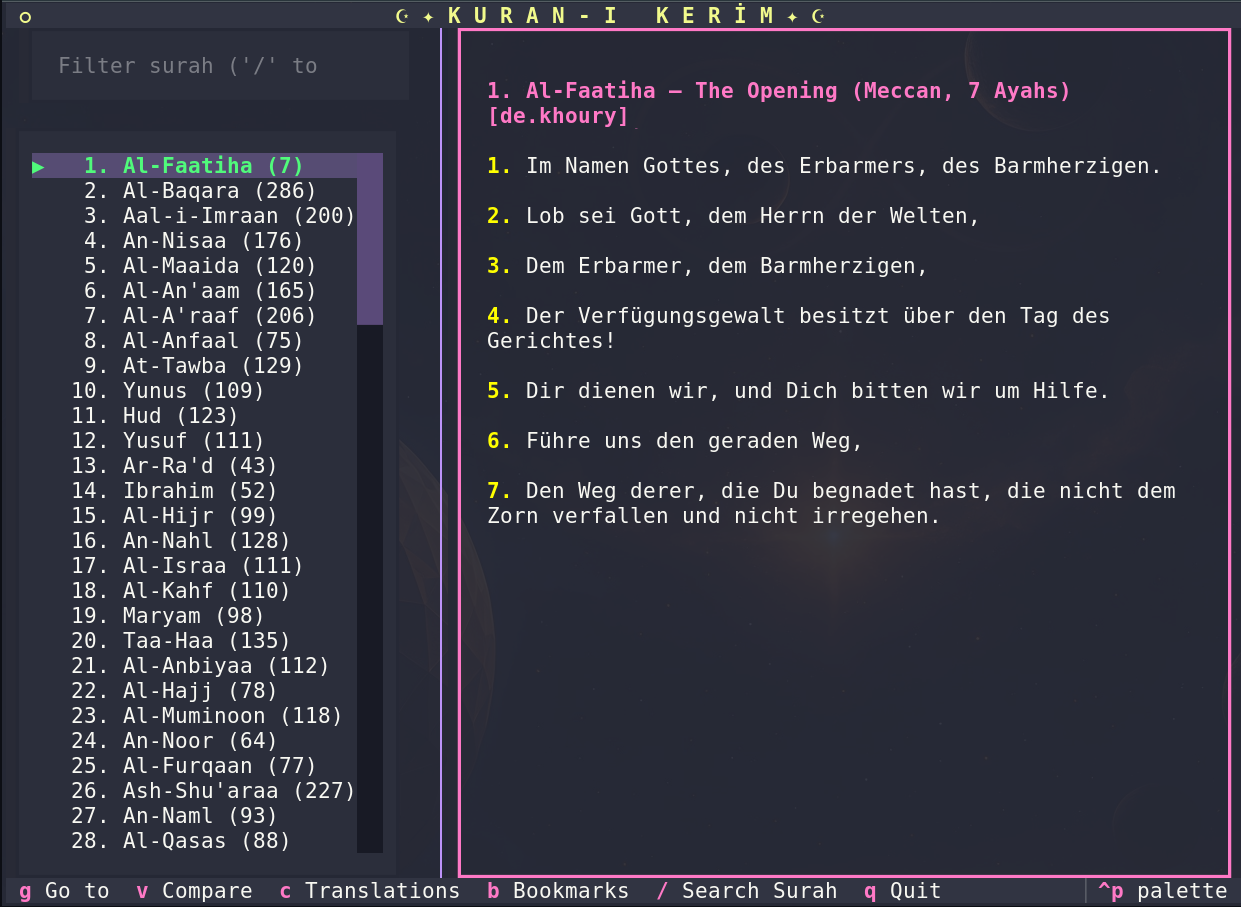 ☪ ✦ K U R A N - I   K E R İ M ✦ ☪
Filter surah ('/' to
▶ 1. Al-Faatiha (7)
2. Al-Baqara (286)
3. Aal-i-Imraan (200)
4. An-Nisaa (176)
5. Al-Maaida (120)
6. Al-An'aam (165)
7. Al-A'raaf (206)
8. Al-Anfaal (75)
9. At-Tawba (129)
10. Yunus (109)
11. Hud (123)
12. Yusuf (111)
13. Ar-Ra'd (43)
14. Ibrahim (52)
15. Al-Hijr (99)
16. An-Nahl (128)
17. Al-Israa (111)
18. Al-Kahf (110)
19. Maryam (98)
20. Taa-Haa (135)
21. Al-Anbiyaa (112)
22. Al-Hajj (78)
23. Al-Muminoon (118)
24. An-Noor (64)
25. Al-Furqaan (77)
26. Ash-Shu'araa (227)
27. An-Naml (93)
28. Al-Qasas (88)
1. Al-Faatiha — The Opening (Meccan, 7 Ayahs)
[de.khoury]
1. Im Namen Gottes, des Erbarmers, des Barmherzigen.
2. Lob sei Gott, dem Herrn der Welten,
3. Dem Erbarmer, dem Barmherzigen,
4. Der Verfügungsgewalt besitzt über den Tag des
Gerichtes!
5. Dir dienen wir, und Dich bitten wir um Hilfe.
6. Führe uns den geraden Weg,
7. Den Weg derer, die Du begnadet hast, die nicht dem
Zorn verfallen und nicht irregehen.
g Go to  v Compare  c Translations  b Bookmarks  / Search Surah  q Quit  ^p palette